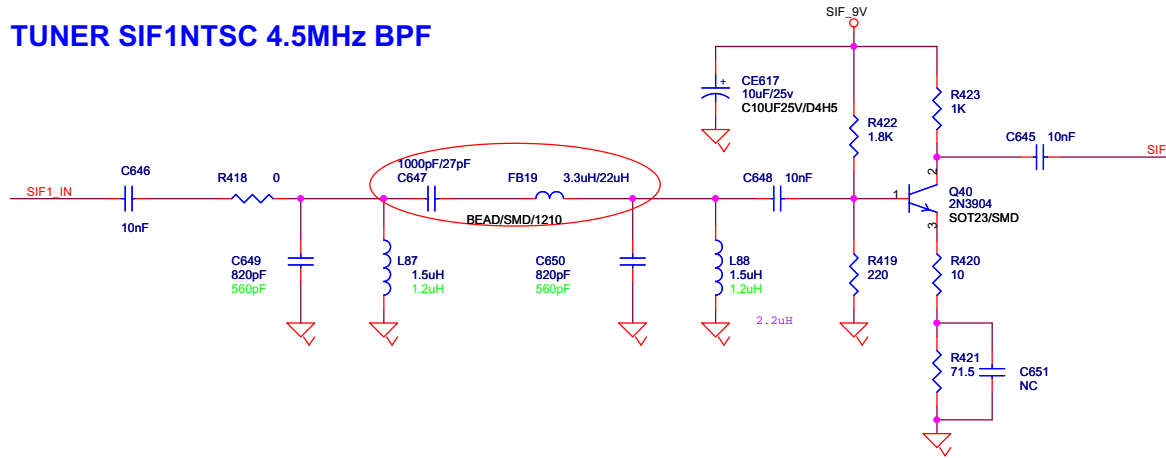 TUNER SIF1NTSC 4.5MHz BPF
SIF_9V
CE617
10uF/25v
C10UF25V/D4H5
R423
1K
R422
1.8K
C645 10nF
SIF
1000pF/27pF
C647
FB19 3.3uH/22uH
BEAD/SMD/1210
C646
10nF
R418 0
SIF1_IN
C648 10nF
1
2
3
Q40
2N3904
SOT23/SMD
C649
820pF
560pF
L87
1.5uH
1.2uH
C650
820pF
560pF
L88
1.5uH
1.2uH
2.2uH
R419
220
R420
10
R421
71.5
C651
NC